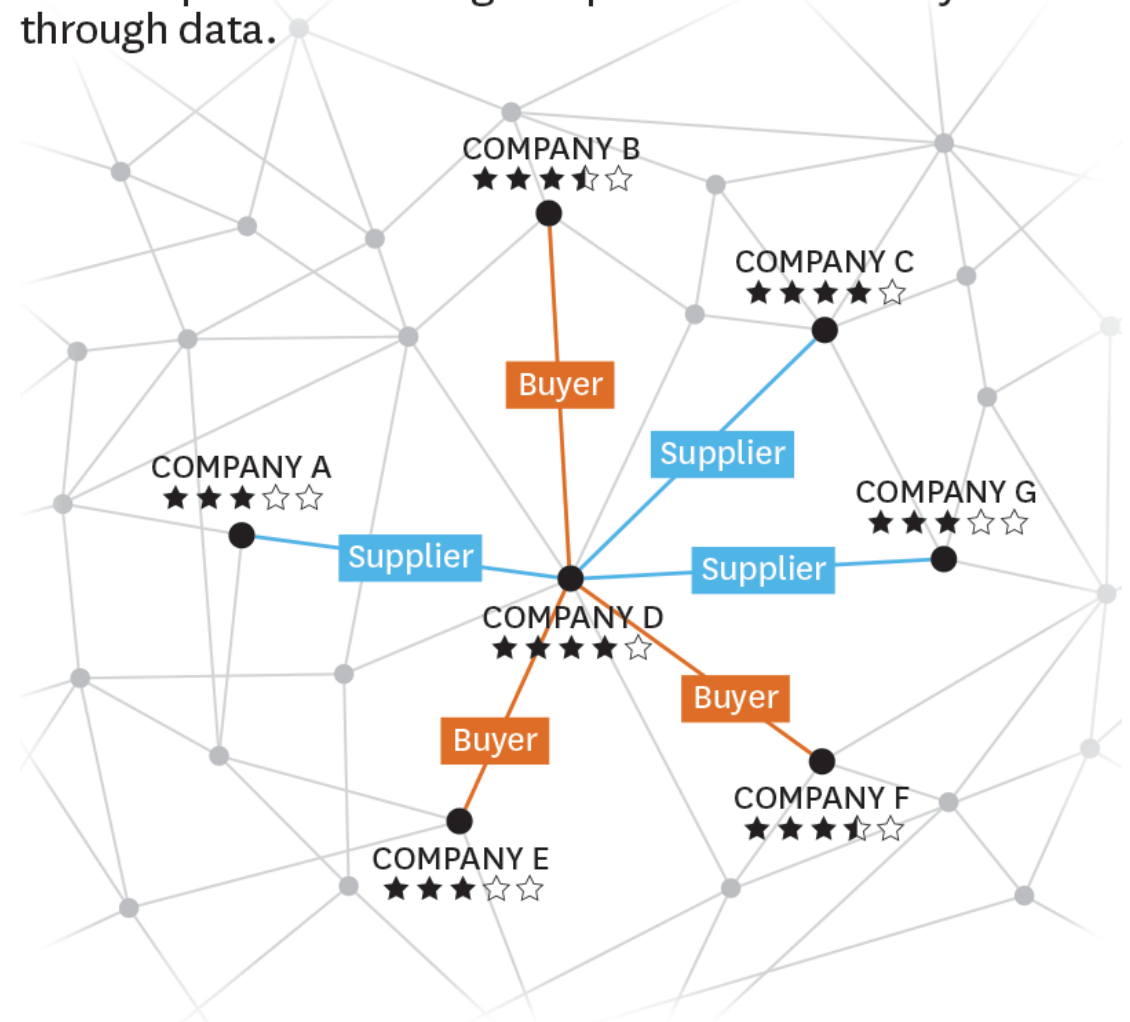 through data.
COMPANY B
COMPANY C
Buyer
Supplier
COMPANY A
COMPANY G
Supplier
Supplier
COMPANY D
Buyer
Buyer
COMPANY F
COMPANY E